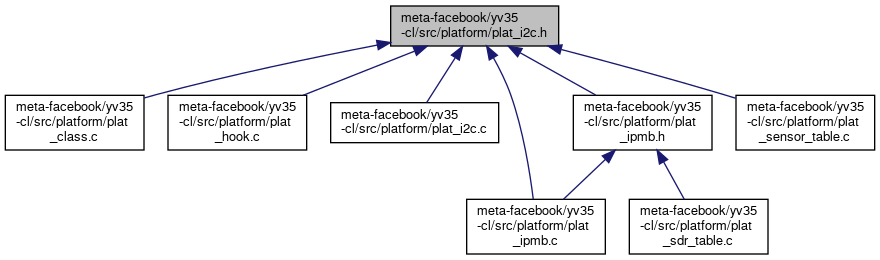 meta-facebook/yv35
-cl/src/platform/plat_i2c.h
meta-facebook/yv35
-cl/src/platform/plat
_class.c
meta-facebook/yv35
-cl/src/platform/plat
_hook.c
meta-facebook/yv35
-cl/src/platform/plat_i2c.c
meta-facebook/yv35
-cl/src/platform/plat
_ipmb.h
meta-facebook/yv35
-cl/src/platform/plat
_sensor_table.c
meta-facebook/yv35
-cl/src/platform/plat
_ipmb.c
meta-facebook/yv35
-cl/src/platform/plat
_sdr_table.c